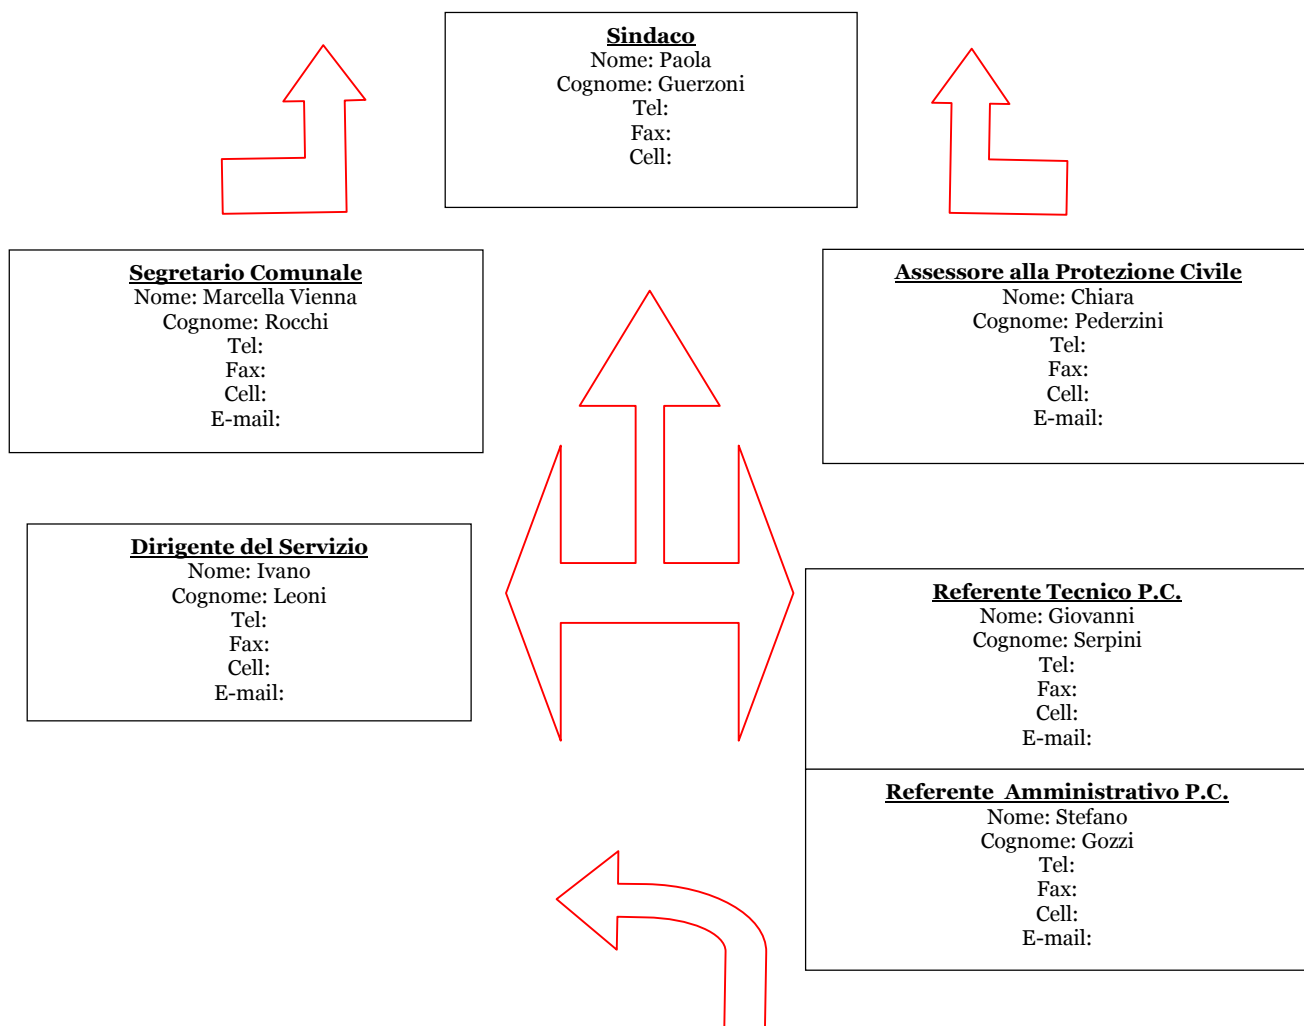 Sindaco
Nome: Paola
Cognome: Guerzoni
Tel:
Fax:
Cell:
Segretario Comunale
Nome: Marcella Vienna
Cognome: Rocchi
Tel:
Fax:
Cell:
E-mail:
Assessore alla Protezione Civile
Nome: Chiara
Cognome: Pederzini
Tel:
Fax:
Cell:
E-mail:
Dirigente del Servizio
Nome: Ivano
Cognome: Leoni
Tel:
Fax:
Cell:
E-mail:
Referente Tecnico P.C.
Nome: Giovanni
Cognome: Serpini
Tel:
Fax:
Cell:
E-mail:
Referente Amministrativo P.C.
Nome: Stefano
Cognome: Gozzi
Tel:
Fax:
Cell:
E-mail: